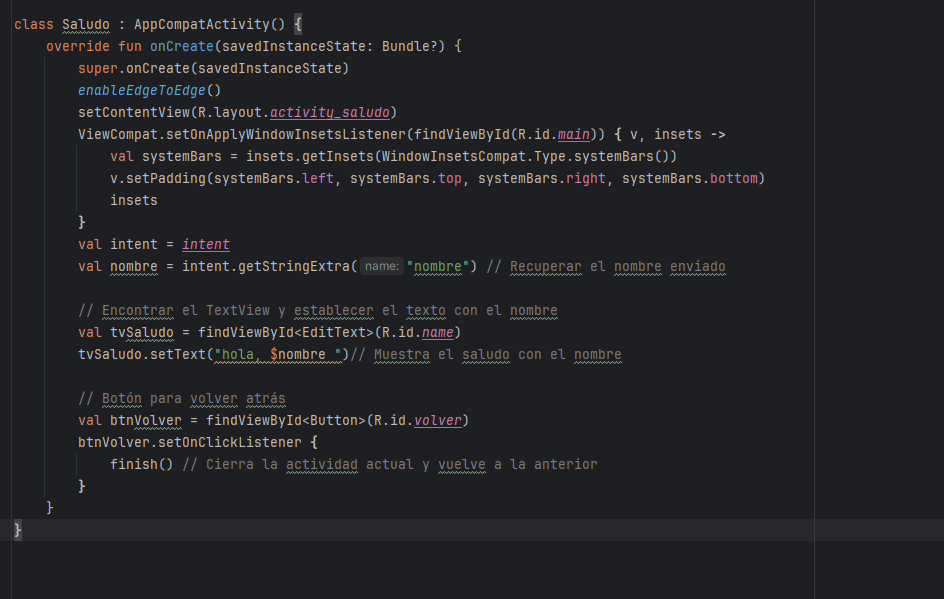 class Saludo : AppCompatActivity() {
override fun onCreate(savedInstanceState: Bundle?) {
super.onCreate(savedInstanceState)
enableEdgeToEdge()
setContentView(R.layout.activity_saludo)
ViewCompat.setOnApplyWindowInsetsListener(findViewById(R.id.main)) { v, insets ->
val systemBars = insets.getInsets(WindowInsetsCompat.Type.systemBars())
v.setPadding(systemBars.left, systemBars.top, systemBars.right, systemBars.bottom)
insets
}
val intent = intent
val nombre = intent.getStringExtra( name: "nombre") // Recuperar el nombre enviado
// Encontrar el TextView y establecer el texto con el nombre
val tvSaludo = findViewById<EditText>(R.id.name)
tvSaludo.setText("hola, $nombre ")// Muestra el saludo con el nombre
// Botón para volver atrás
val btnVolver = findViewById<Button>(R.id.volver)
btnVolver.setOnClickListener {
finish() // Cierra la actividad actual y vuelve a la anterior
}
}
}